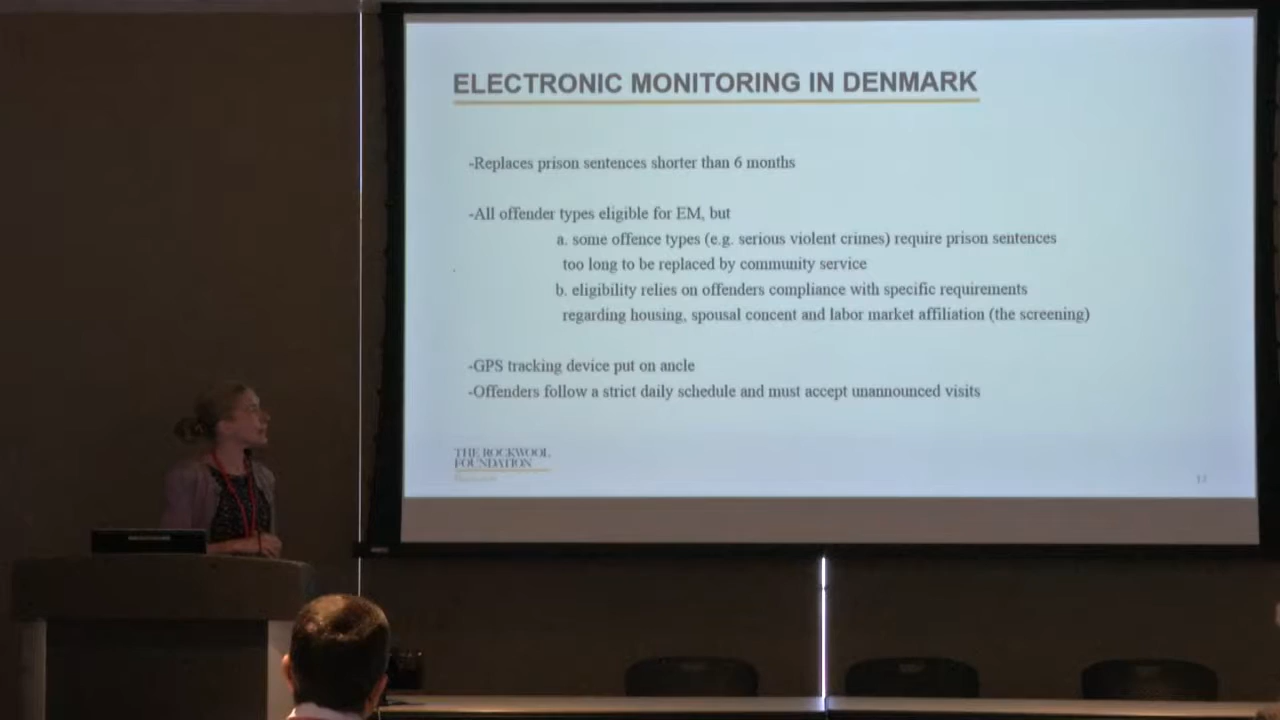 ELECTRONIC MONITORING IN DENMARK
-Replaces prison sentences shorter than 6 months
-All offender types eligible for EM, but
a. some offence types (e.g. serious violent crimes) require prison sentences
too long to be replaced by community service
b. eligibility relies on offenders compliance with specific requirements
regarding housing, spousal concent and labor market affiliation (the screening)
-GPS tracking device put on ancle
-Offenders follow a strict daily schedule and must accept unannounced visits
THE ROCKWOOL
FOUNDATION